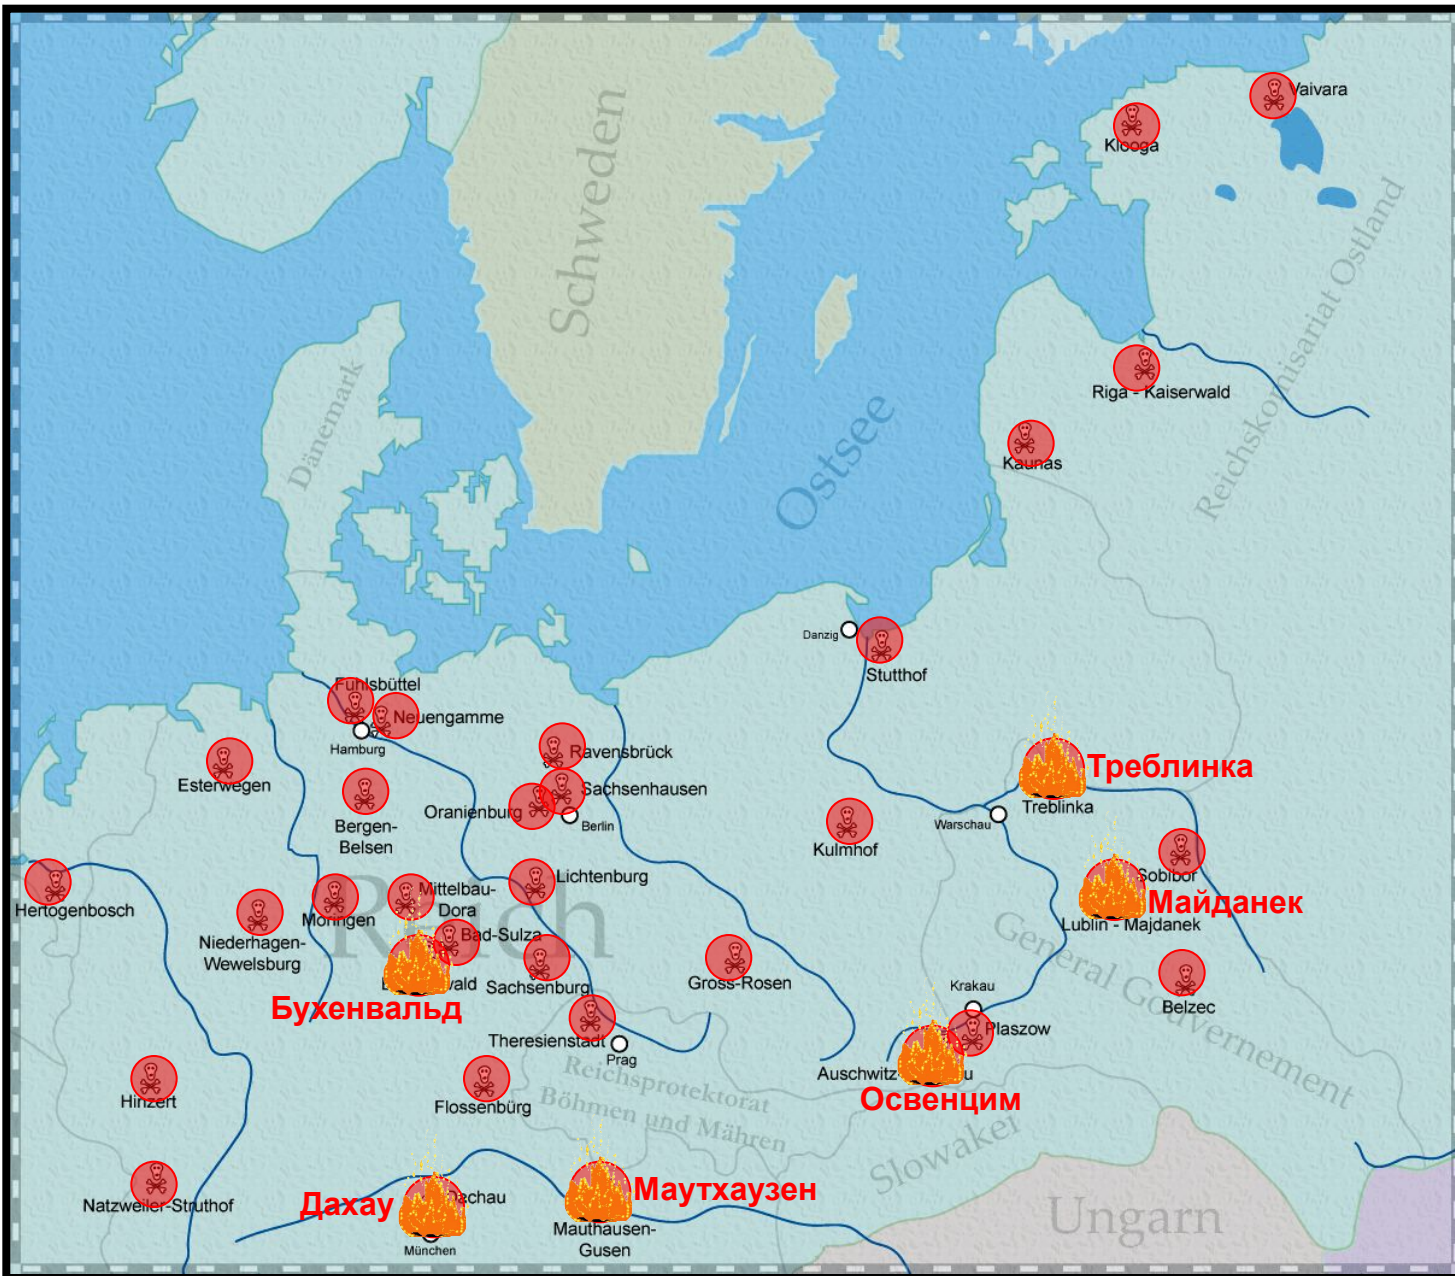 Vaivara
Klooga
Schweden
Reichskomisariat Ostland
Riga - Kaiserwald
Dänemark
Ostsee
Kaunas
Danzig
Stutthof
Fuhlsbüttel
Neuengamme
Hamburg
Ravensbrück
Esterwegen
Sachsenhausen
Oranienburg
Berlin
Bergen-
Belsen
Треблинка
Treblinka
Warschau
Kulmhof
Sobibor
Hertogenbosch
Lichtenburg
Mittelbau-
Dora
Moringen
Reich
Майданек
Lublin - Majdanek
Niederhagen-
Wewelsburg
Bad-Sulza
Sachsenburg
Gross-Rosen
General Gouvernement
Belzec
Бухенвальд
Krakau
Plaszow
Theresienstadt
Prag
Auschwitz
Освенцим
Reichsprotektorat
Böhmen und Mähren
Hinzert
Flossenbürg
Slowakei
Natzweiler-Struthof
Дахау
Dachau
München
Маутхаузен
Mauthausen-
Gusen
Ungarn